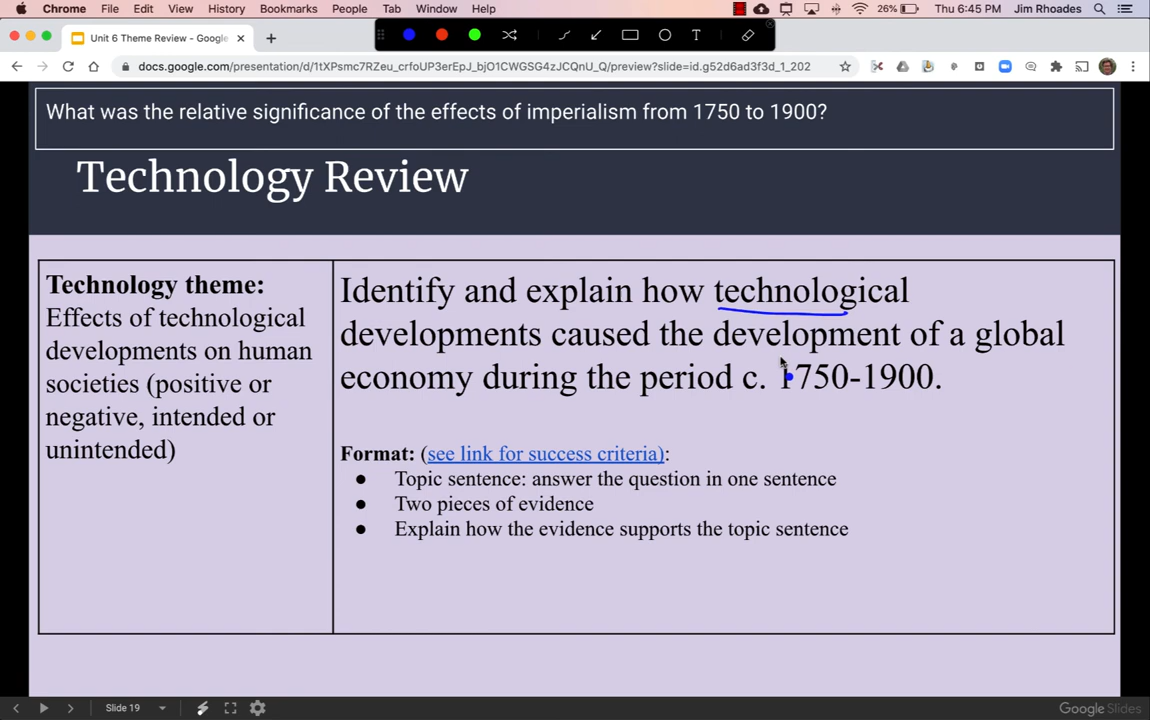 Chrome File Edit View History Bookmarks People Tab Window Help 26% Thu 6:45 PM Jim Rhoades
Unit 6 Theme Review - Google
T
docs.google.com/presentation/d/1tXPsmc7RZeu_crfoUP3erEpJ_bjO1CWGSG4zJCQnU_Q/preview?slide=id.g52d6ad3f3d_1_202
What was the relative significance of the effects of imperialism from 1750 to 1900?
Technology Review
Technology theme:
Effects of technological
developments on human
societies (positive or
negative, intended or
unintended)
Identify and explain how technological
developments caused the development of a global
economy during the period c. 1750-1900.
Format: (see link for success criteria):
● Topic sentence: answer the question in one sentence
● Two pieces of evidence
● Explain how the evidence supports the topic sentence
Slide 19
Google Slides